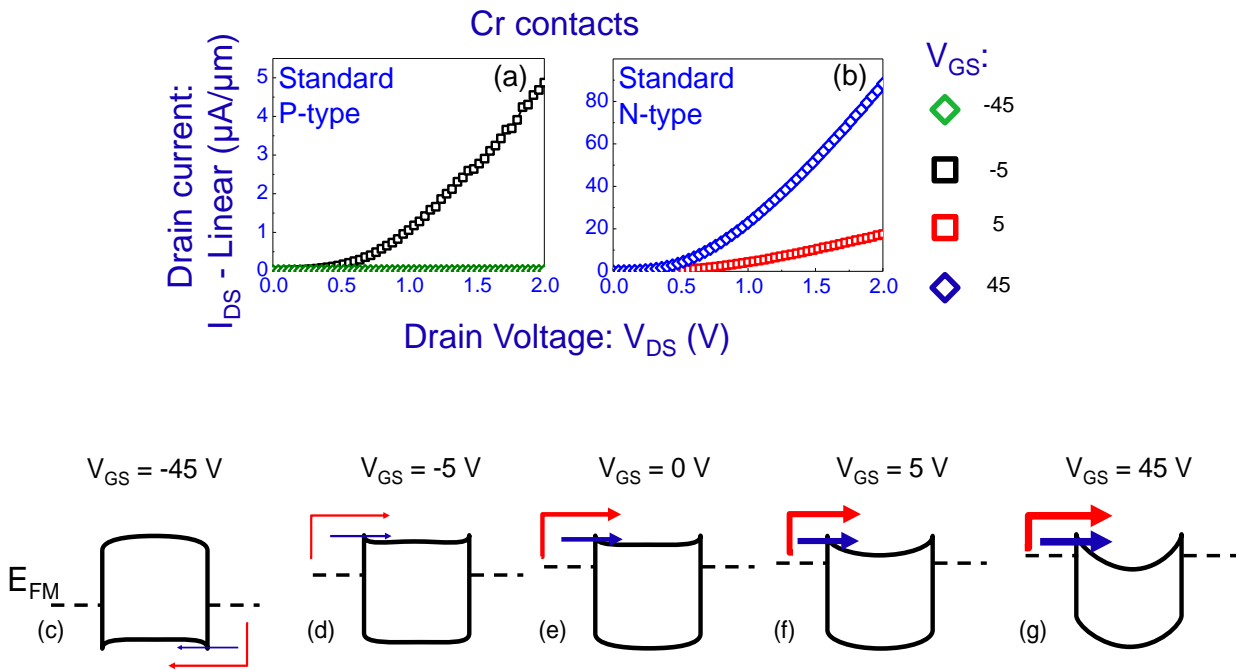 Cr contacts
Drain current:
I_DS - Linear (µA/µm)
5
4
3
2
1
0
Standard
P-type
(a)
0.0 0.5 1.0 1.5 2.0
80
60
40
20
0
Standard
N-type
(b)
0.0 0.5 1.0 1.5 2.0
Drain Voltage: V_DS (V)
V_GS:
-45
-5
5
45
V_GS = -45 V
V_GS = -5 V
V_GS = 0 V
V_GS = 5 V
V_GS = 45 V
E_FM
(c)
(d)
(e)
(f)
(g)